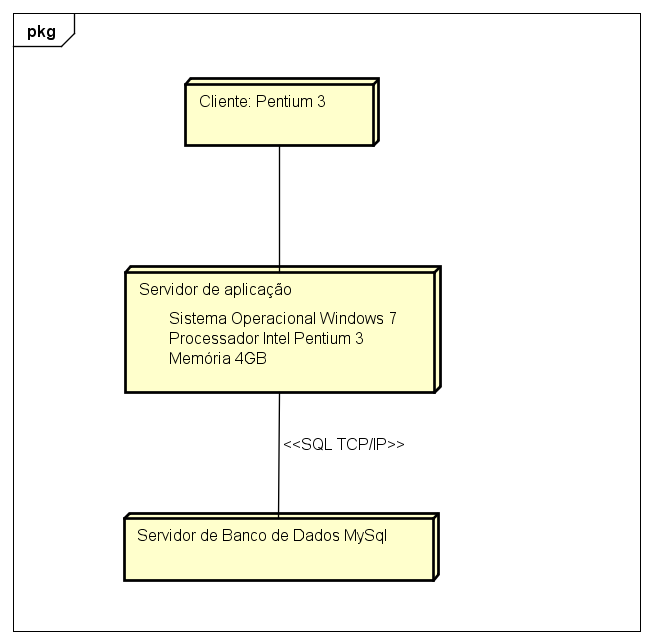 pkg
Cliente: Pentium 3
Servidor de aplicação
Sistema Operacional Windows 7
Processador Intel Pentium 3
Memória 4GB
<<SQL TCP/IP>>
Servidor de Banco de Dados MySql